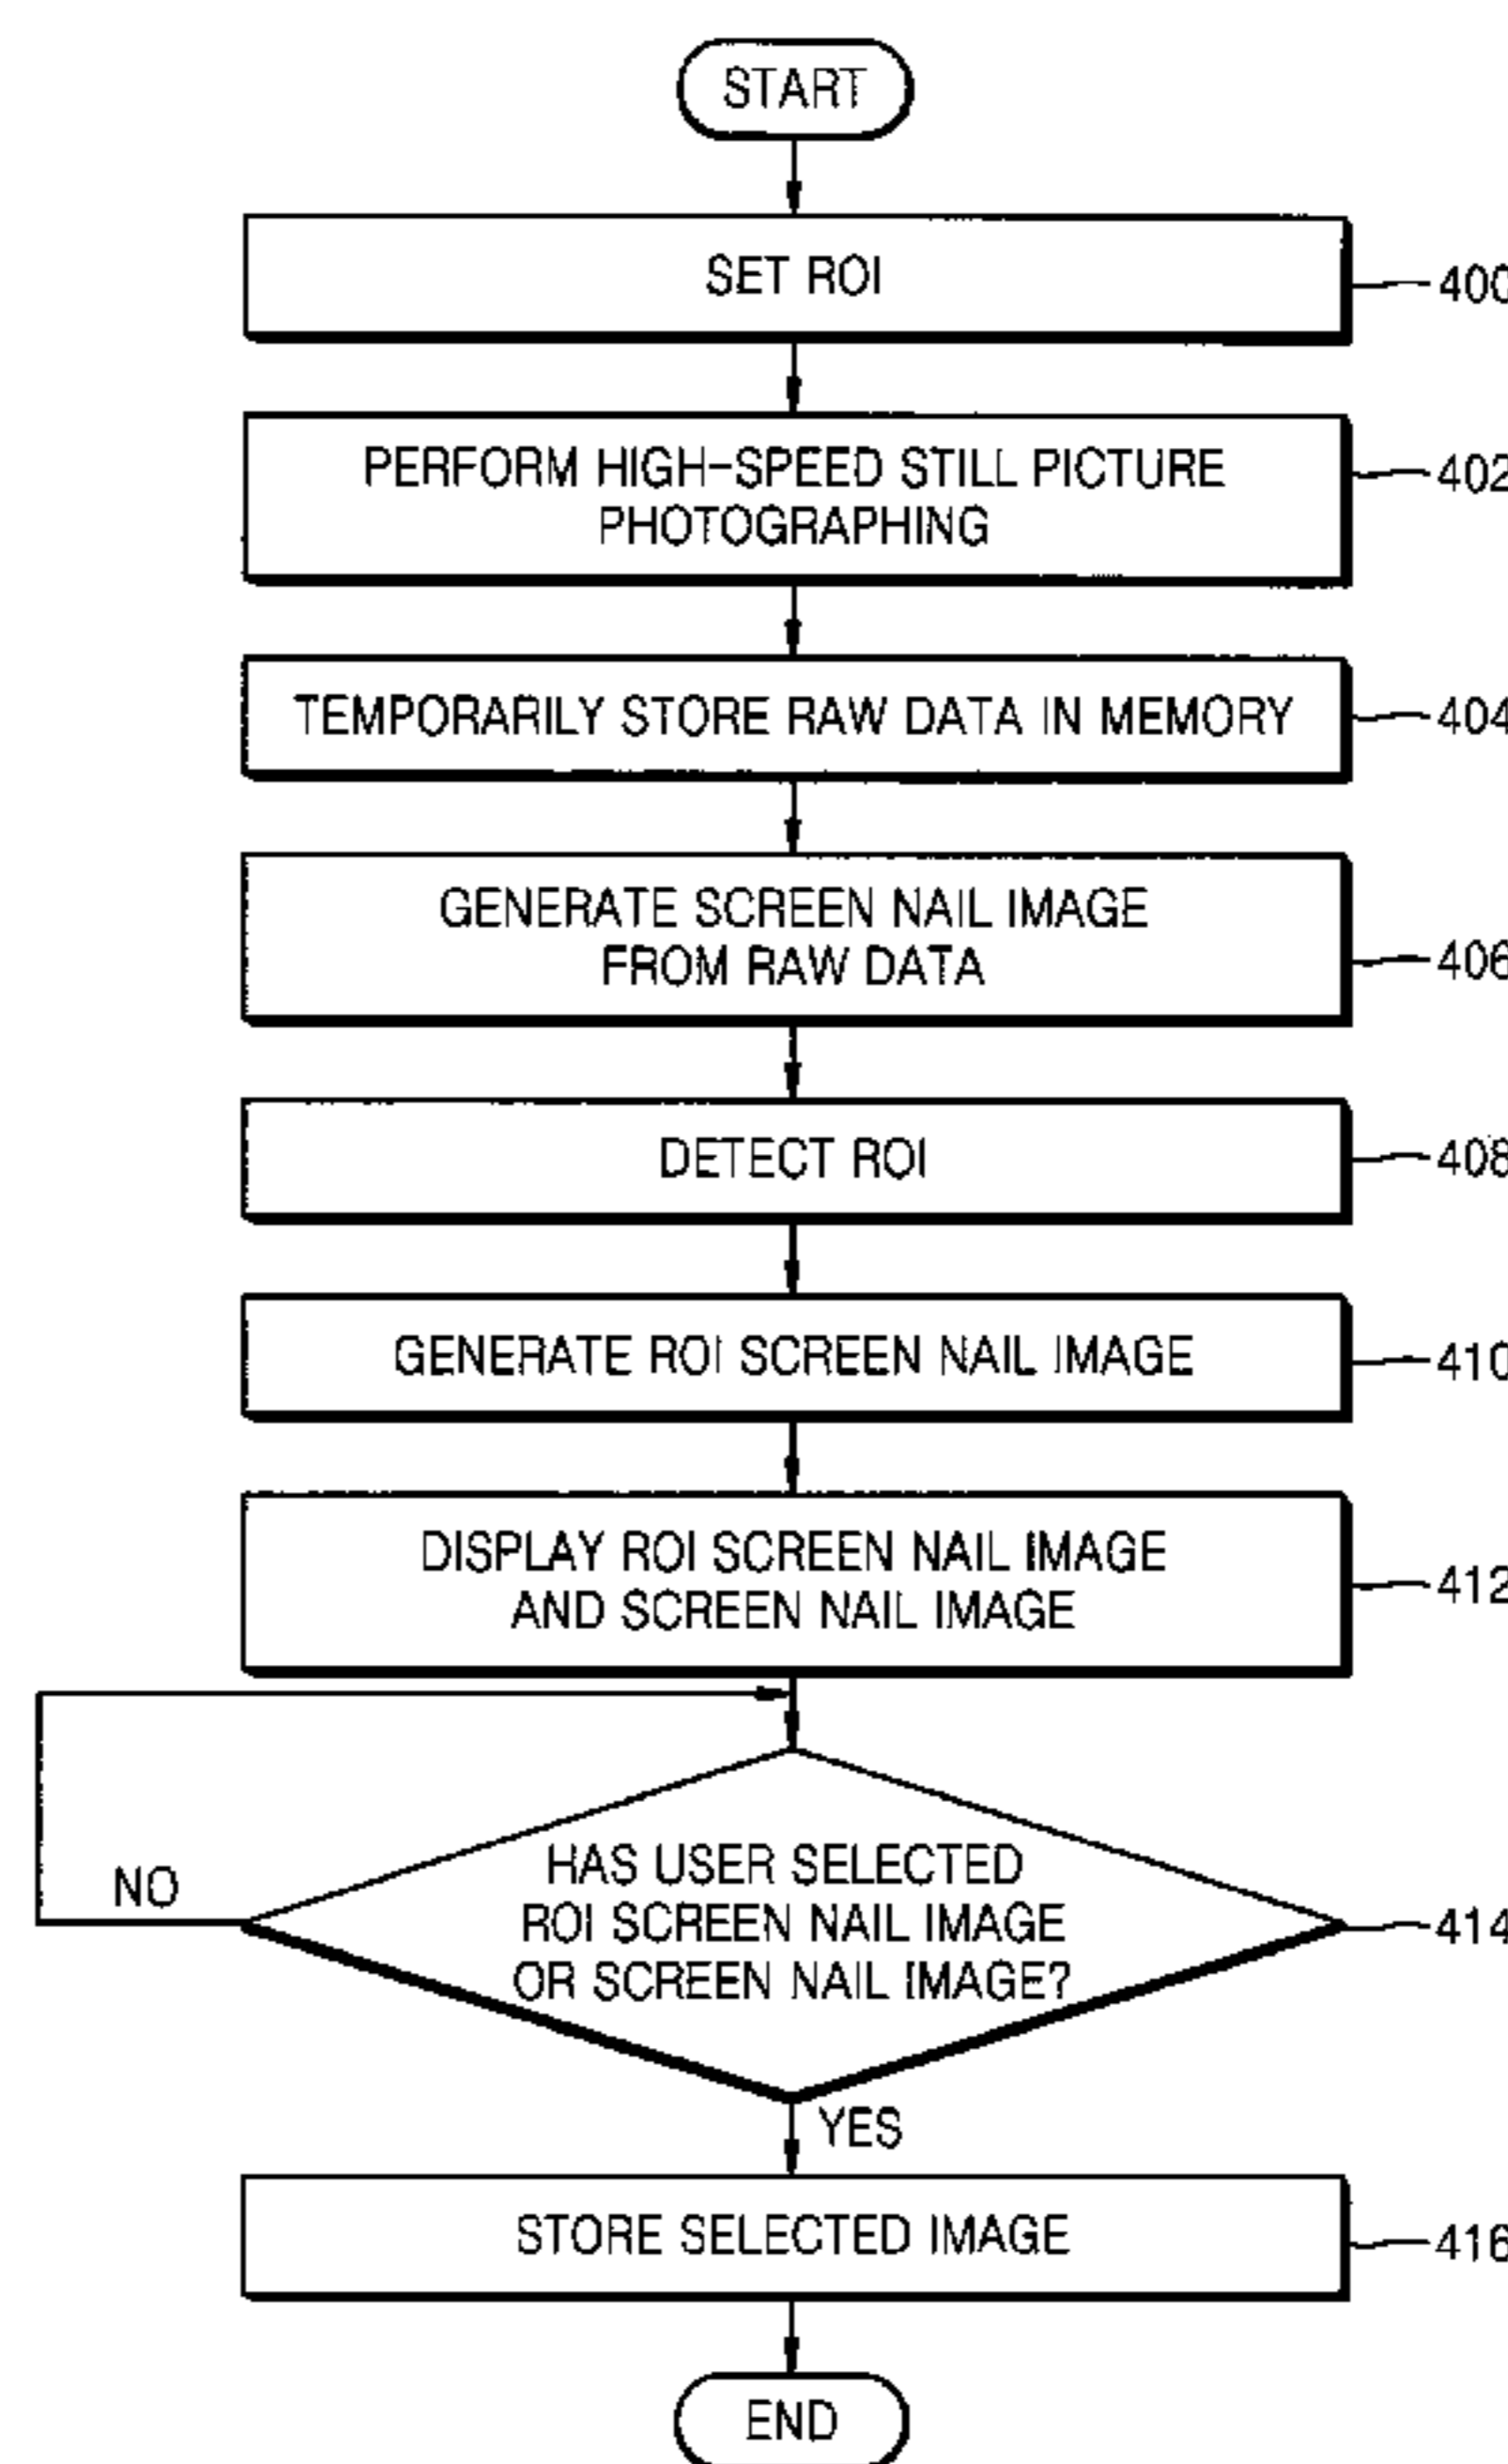 START
SET ROI
400
PERFORM HIGH-SPEED STILL PICTURE
PHOTOGRAPHING
402
TEMPORARILY STORE RAW DATA IN MEMORY
404
GENERATE SCREEN NAIL IMAGE
FROM RAW DATA
406
DETECT ROI
408
GENERATE ROI SCREEN NAIL IMAGE
410
DISPLAY ROI SCREEN NAIL IMAGE
AND SCREEN NAIL IMAGE
412
NO
HAS USER SELECTED
ROI SCREEN NAIL IMAGE
OR SCREEN NAIL IMAGE?
414
YES
STORE SELECTED IMAGE
416
END